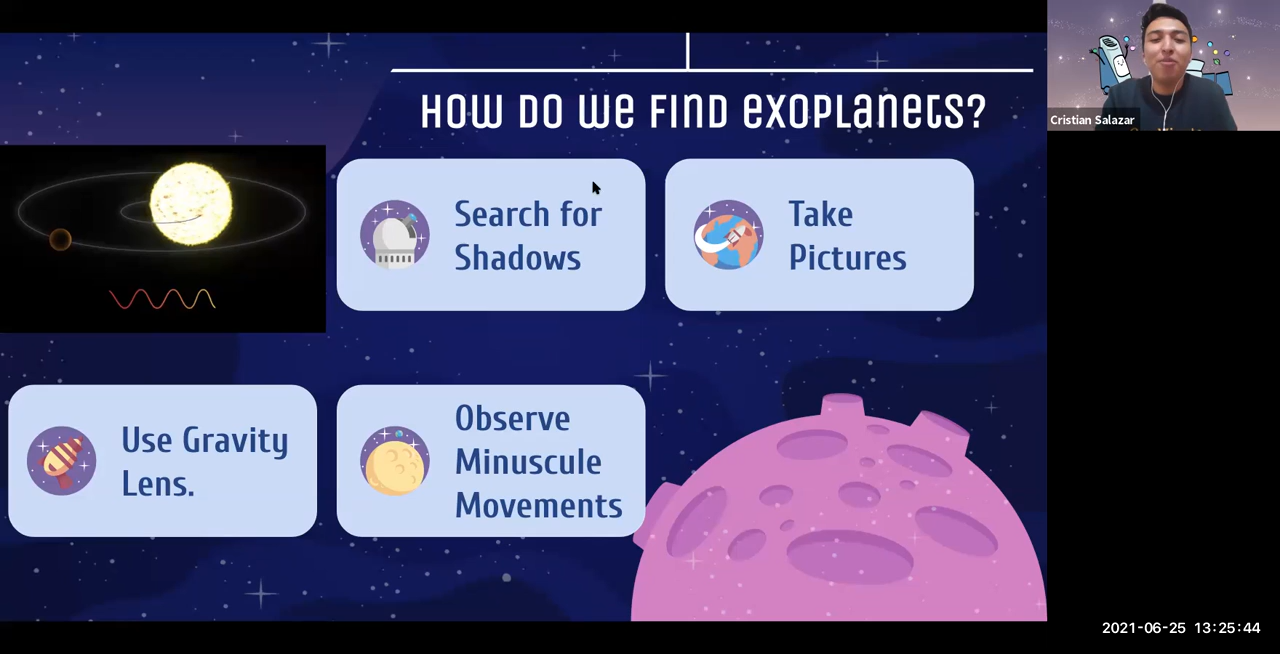 How do we find exoplanets?
Cristian Salazar
Search for
Shadows
Take
Pictures
Use Gravity
Lens.
Observe
Minuscule
Movements
2021-06-25 13:25:44